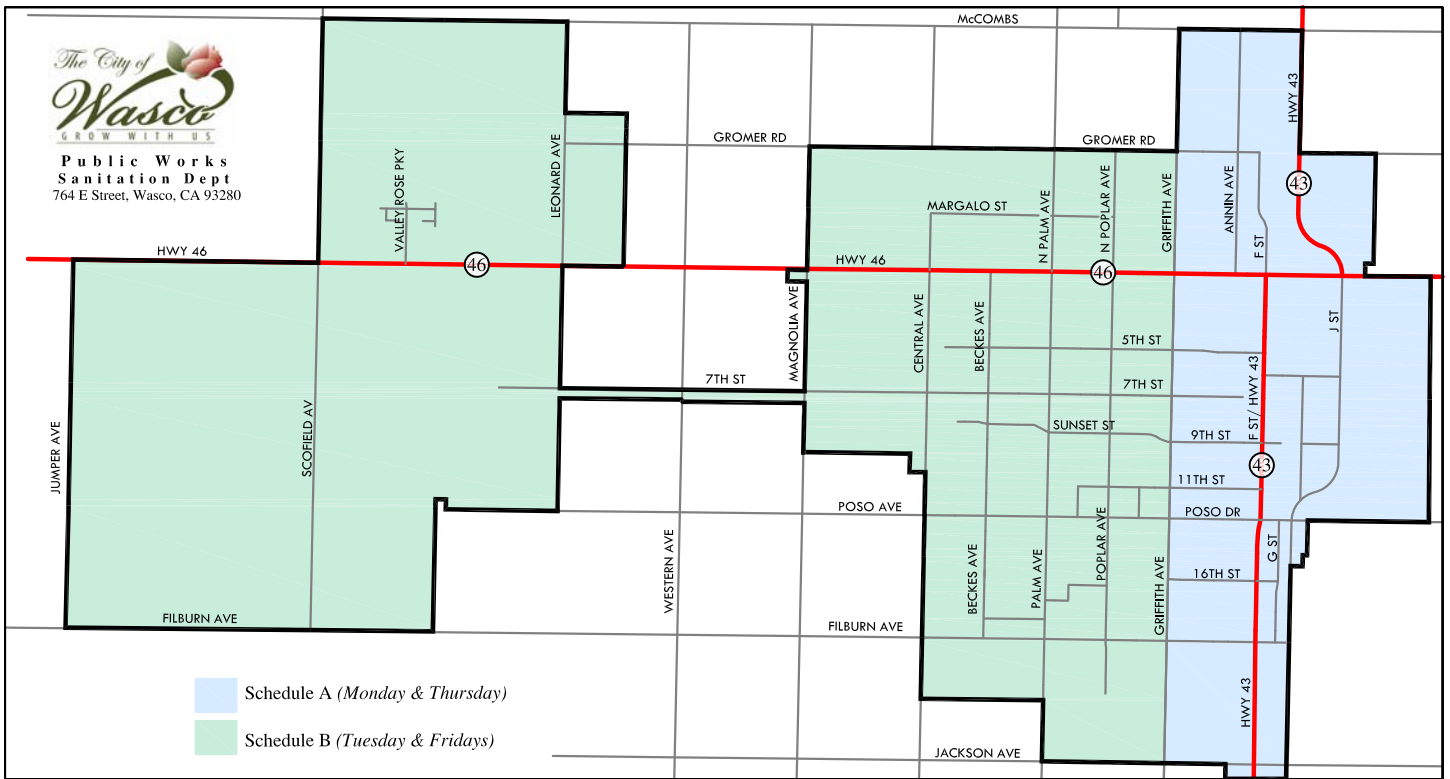 The City of
Wasco
GROW WITH US
Public Works
Sanitation Dept
764 E Street, Wasco, CA 93280
McCOMBS
HWY 43
GROMER RD
GROMER RD
LEONARD AVE
VALLEY ROSE PKY
43
MARGALO ST
N PALM AVE
N POPLAR AVE
GRIFFITH AVE
ANNIN AVE
F ST
HWY 46
46
HWY 46
46
MAGNOLIA AVE
CENTRAL AVE
BECKES AVE
J ST
5TH ST
7TH ST
7TH ST
F ST/ HWY 43
JUMPER AVE
SCOFIELD AV
SUNSET ST
9TH ST
43
11TH ST
POSO AVE
POSO DR
WESTERN AVE
BECKES AVE
PALM AVE
POPLAR AVE
GRIFFITH AVE
G ST
16TH ST
FILBURN AVE
FILBURN AVE
HWY 43
Schedule A (Monday & Thursday)
Schedule B (Tuesday & Fridays)
JACKSON AVE